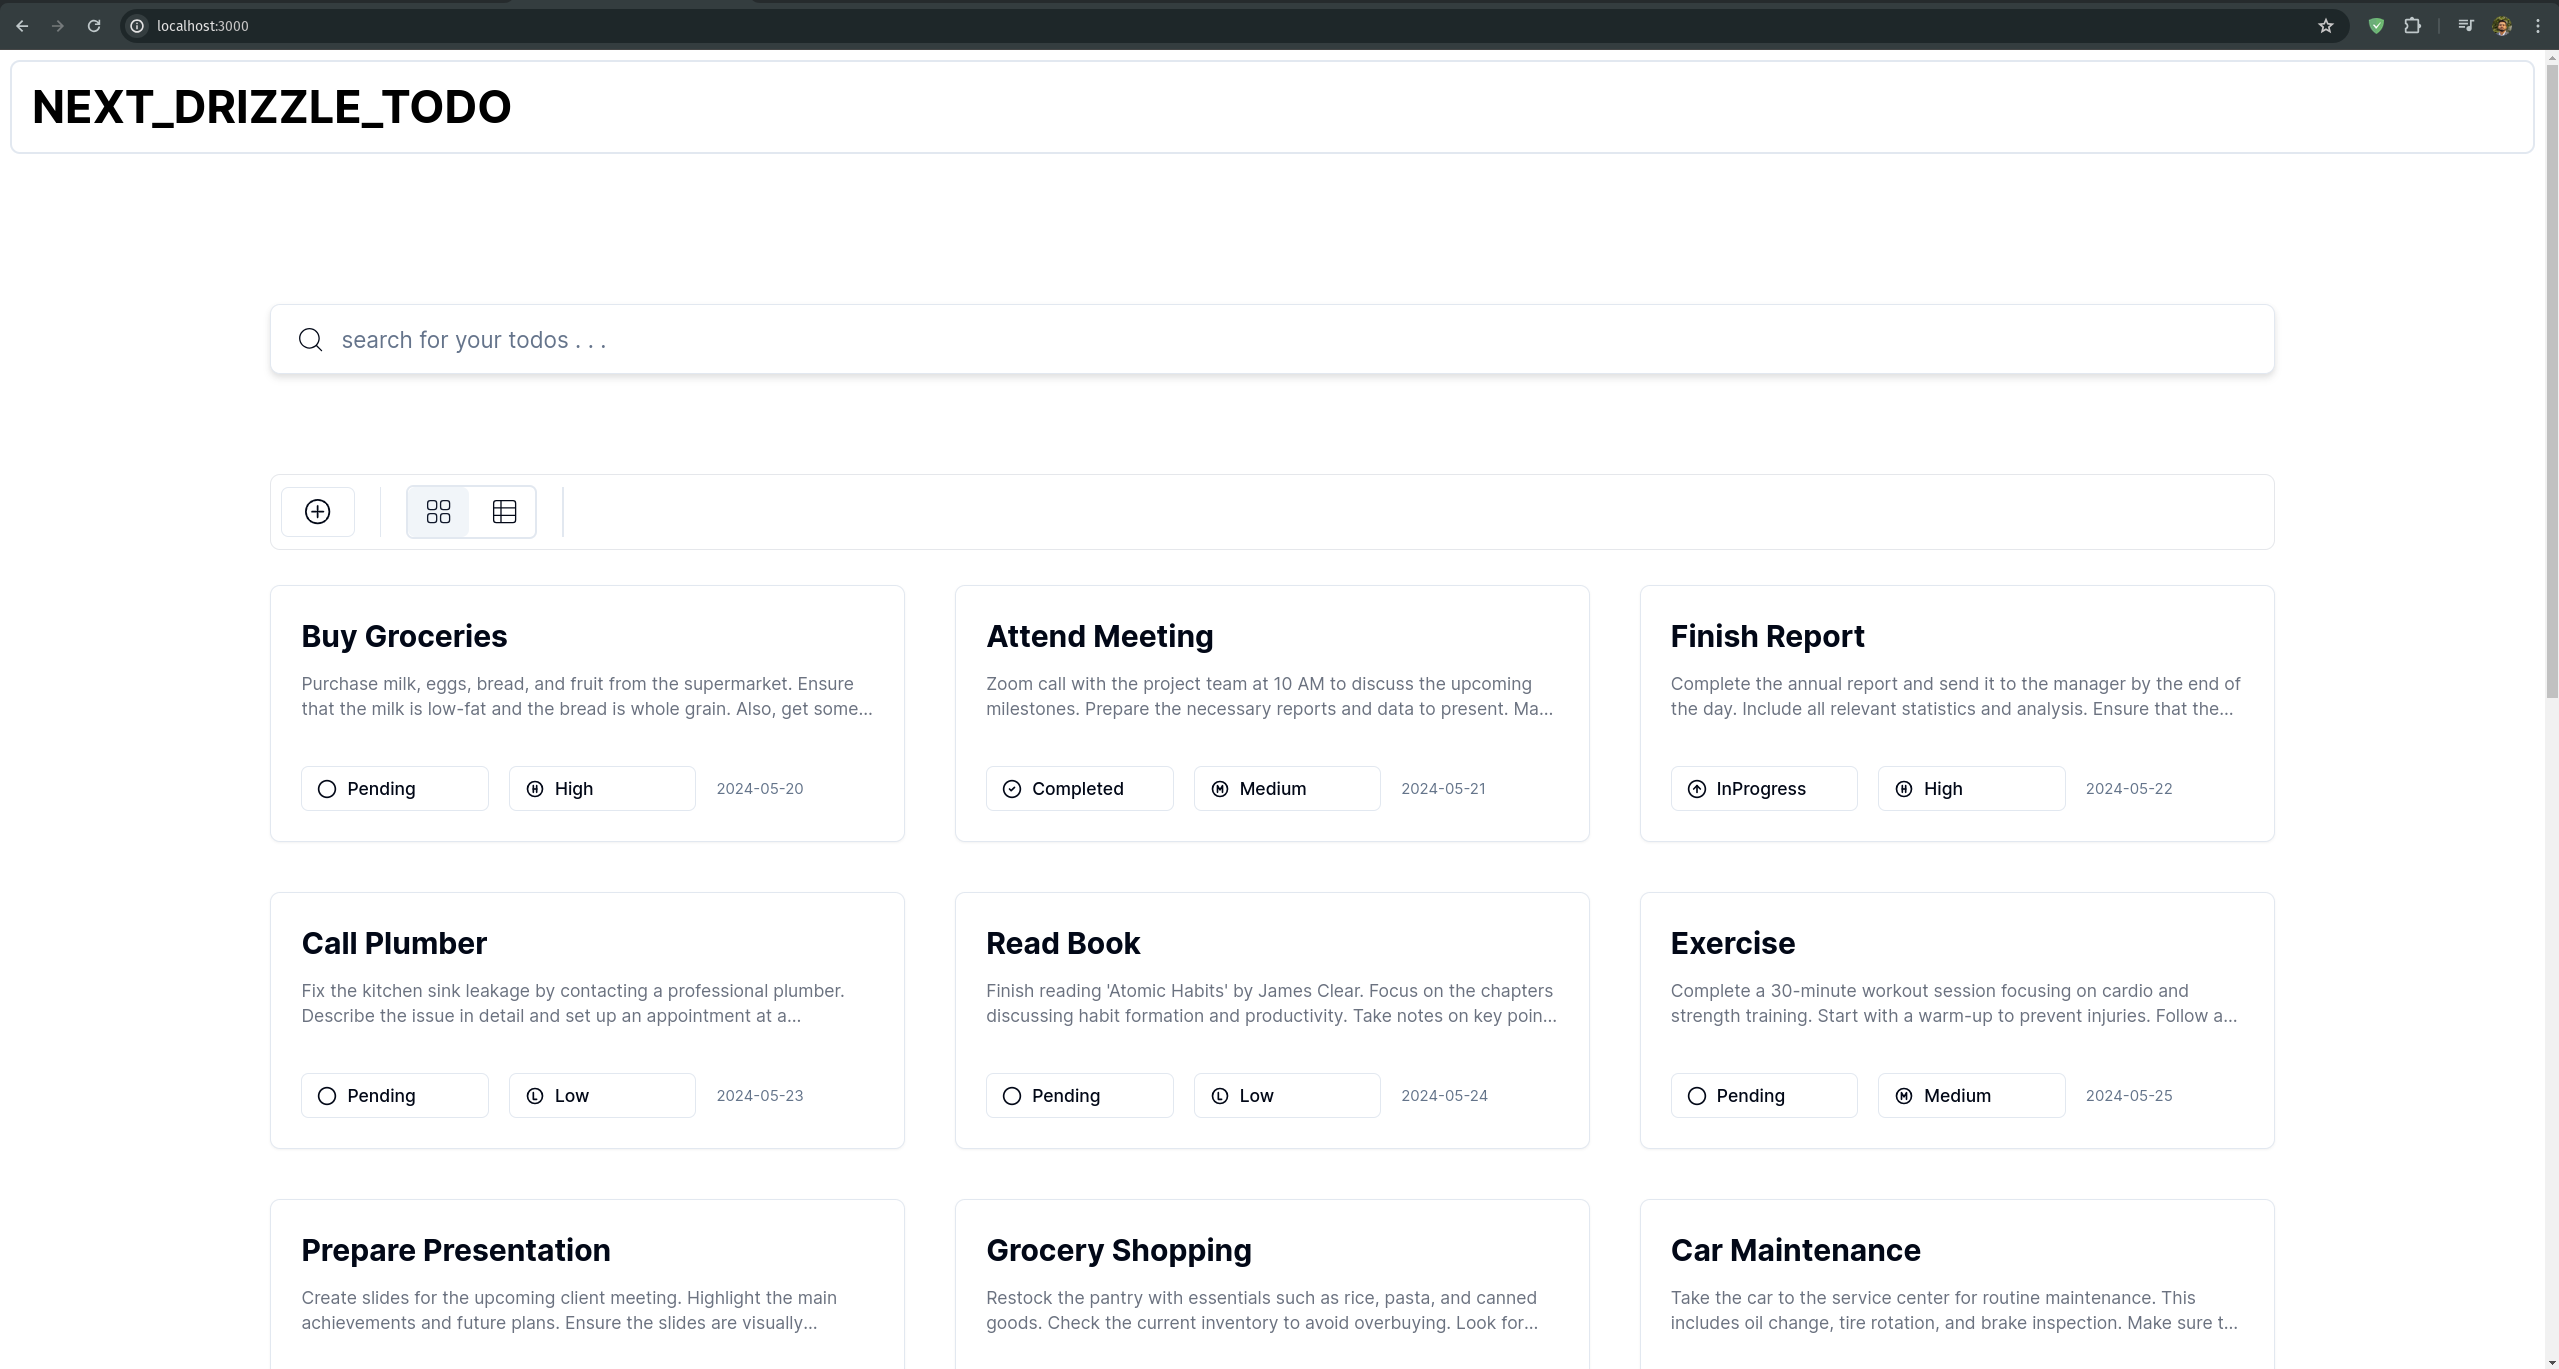 localhost:3000
NEXT_DRIZZLE_TODO
search for your todos . . .
Buy Groceries
Purchase milk, eggs, bread, and fruit from the supermarket. Ensure
that the milk is low-fat and the bread is whole grain. Also, get some...
Pending High 2024-05-20
Attend Meeting
Zoom call with the project team at 10 AM to discuss the upcoming
milestones. Prepare the necessary reports and data to present. Ma...
Completed M Medium 2024-05-21
Finish Report
Complete the annual report and send it to the manager by the end of
the day. Include all relevant statistics and analysis. Ensure that the...
InProgress H High 2024-05-22
Call Plumber
Fix the kitchen sink leakage by contacting a professional plumber.
Describe the issue in detail and set up an appointment at a...
Pending L Low 2024-05-23
Read Book
Finish reading 'Atomic Habits' by James Clear. Focus on the chapters
discussing habit formation and productivity. Take notes on key poin...
Pending L Low 2024-05-24
Exercise
Complete a 30-minute workout session focusing on cardio and
strength training. Start with a warm-up to prevent injuries. Follow a...
Pending M Medium 2024-05-25
Prepare Presentation
Create slides for the upcoming client meeting. Highlight the main
achievements and future plans. Ensure the slides are visually...
Grocery Shopping
Restock the pantry with essentials such as rice, pasta, and canned
goods. Check the current inventory to avoid overbuying. Look for...
Car Maintenance
Take the car to the service center for routine maintenance. This
includes oil change, tire rotation, and brake inspection. Make sure t...